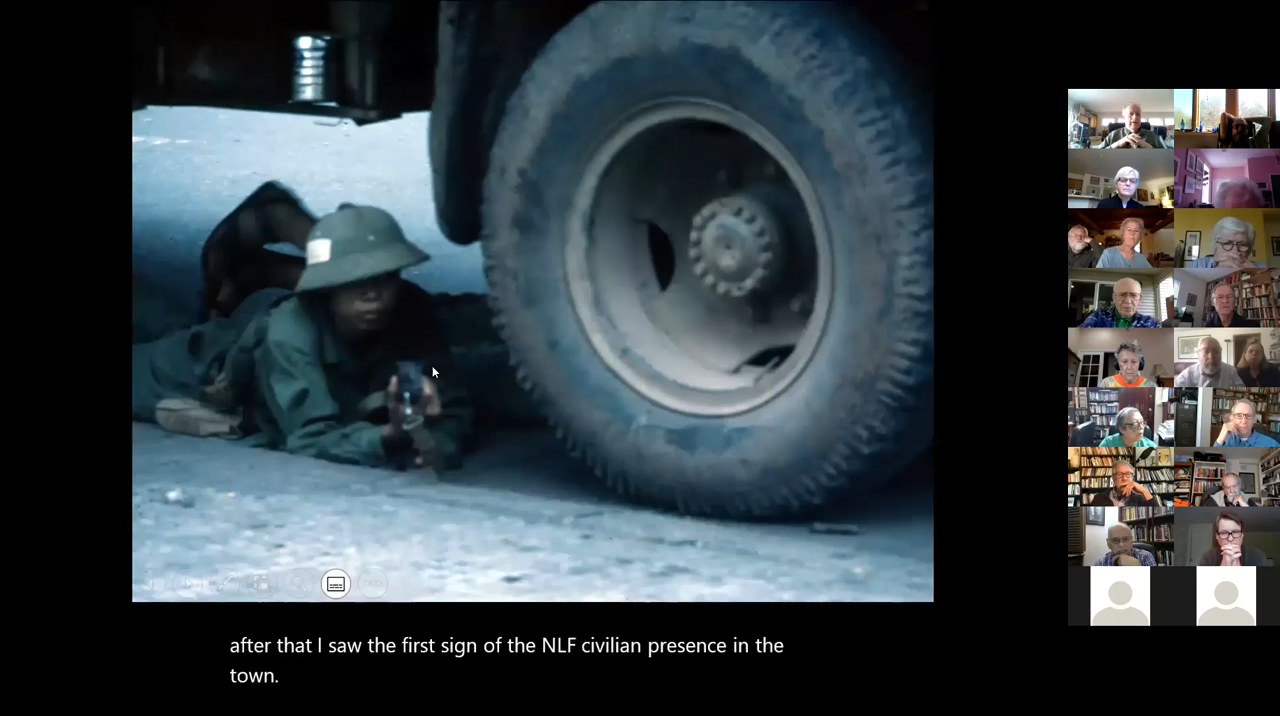 after that I saw the first sign of the NLF civilian presence in the
town.